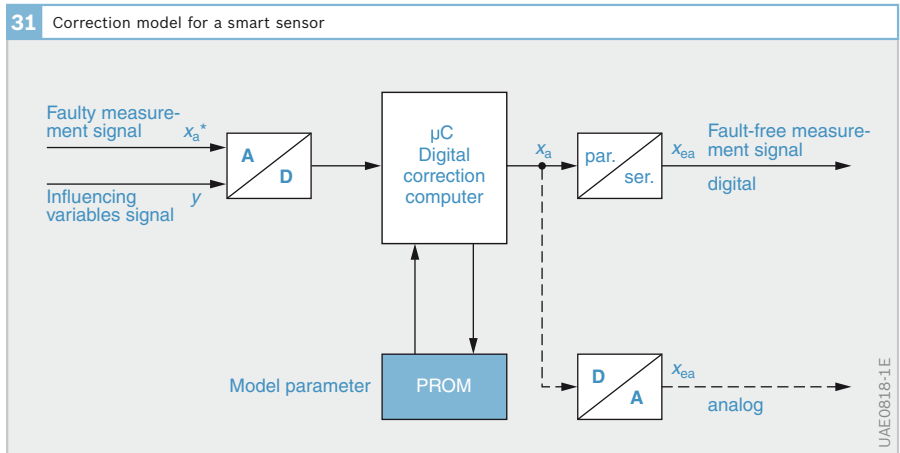 31 Correction model for a smart sensor
Faulty measure-
ment signal xa*
Influencing y
variables signal
A
D
µC
Digital
correction
computer
xa
par.
ser.
xea
Fault-free measure-
ment signal
digital
Model parameter
PROM
D
A
xea
analog
UAE0818-1E